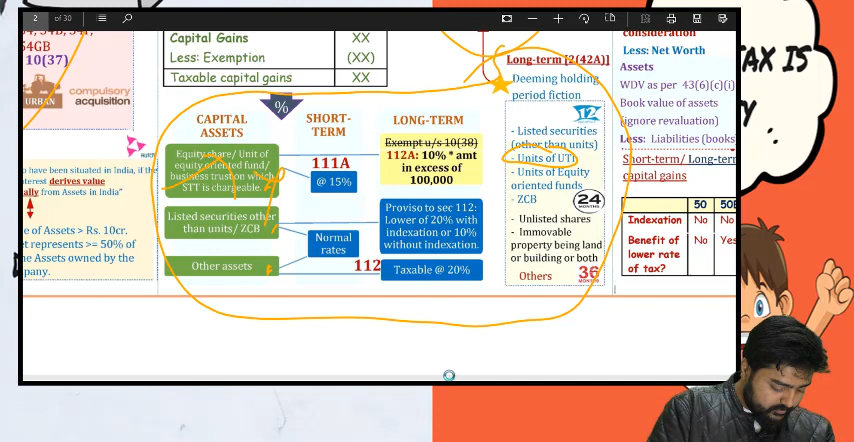 2 of 30
54GB
10(37)
URBAN
compulsory
acquisition
Capital Gains XX
Less: Exemption (XX)
Taxable capital gains XX
%
CAPITAL ASSETS
SHORT-TERM
LONG-TERM
Equity share/ Unit of
equity oriented fund/
business trust on which
STT is chargeable.
111A
@ 15%
Exempt u/s 10(38)
112A: 10% * amt
in excess of
100,000
Listed securities other
than units/ ZCB
Normal
rates
Proviso to sec 112:
Lower of 20% with
indexation or 10%
without indexation.
Other assets
112
Taxable @ 20%
Long-term [2(42A)]
Deeming holding
period fiction
12
- Listed securities
(other than units)
- Units of UTI
- Units of Equity
oriented funds
- ZCB
24
MONTHS
- Unlisted shares
- Immovable
property being land
or building or both
Others
36
MONTHS
have been situated in India, if the
derives value
from Assets in India"
of Assets > Rs. 10cr.
represents >= 50% of
Assets owned by the
consideration
Less: Net Worth
Assets
WDV as per 43(6)(c)(i)
Book value of assets
(ignore revaluation)
Less: Liabilities (books
Short-term/ Long-term
capital gains
50
Indexation No No
Benefit of No Yes
lower rate
of tax?
TAX IS